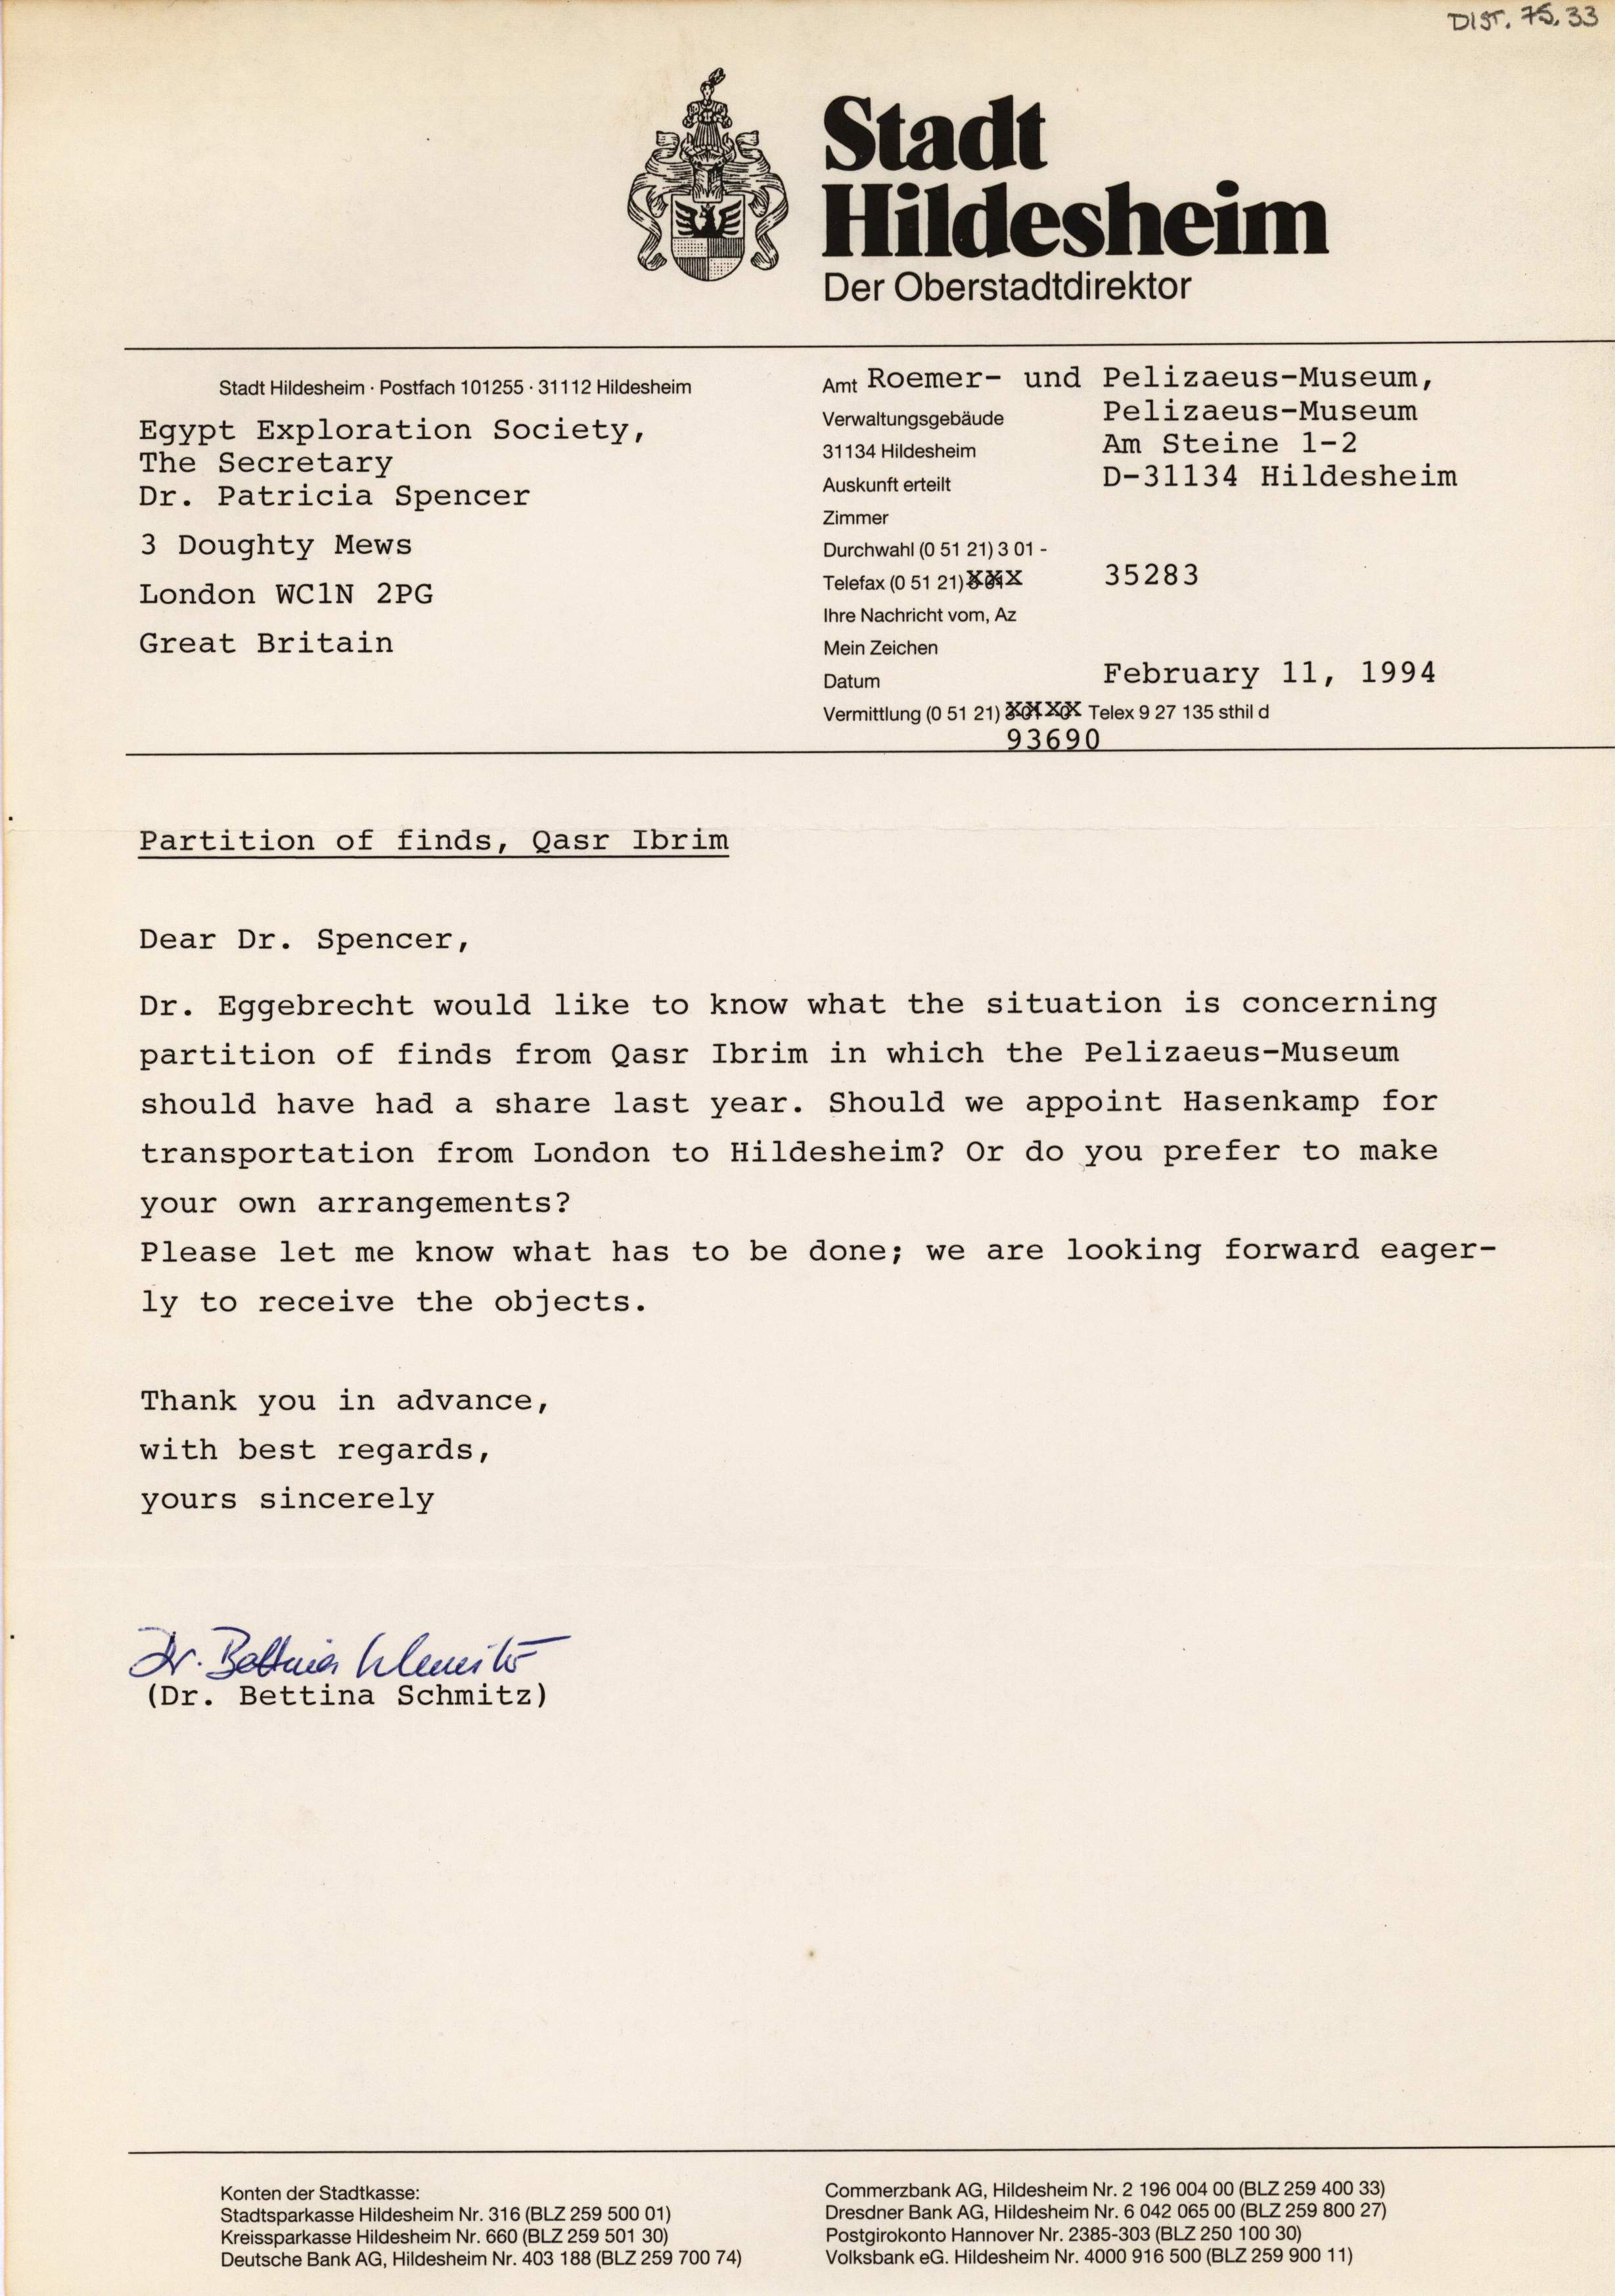 DIST. 75.33
Stadt
Hildesheim
Der Oberstadtdirektor
Stadt Hildesheim · Postfach 101255 · 31112 Hildesheim
Egypt Exploration Society,
The Secretary
Dr. Patricia Spencer
3 Doughty Mews
London WC1N 2PG
Great Britain
Amt Roemer- und Pelizaeus-Museum,
Verwaltungsgebäude Pelizaeus-Museum
31134 Hildesheim Am Steine 1-2
Auskunft erteilt D-31134 Hildesheim
Zimmer
Durchwahl (0 51 21) 3 01 -
Telefax (0 51 21) XXX 35283
Ihre Nachricht vom, Az
Mein Zeichen
Datum February 11, 1994
Vermittlung (0 51 21) XXXX Telex 9 27 135 sthil d
93690
Partition of finds, Qasr Ibrim
Dear Dr. Spencer,
Dr. Eggebrecht would like to know what the situation is concerning
partition of finds from Qasr Ibrim in which the Pelizaeus-Museum
should have had a share last year. Should we appoint Hasenkamp for
transportation from London to Hildesheim? Or do you prefer to make
your own arrangements?
Please let me know what has to be done; we are looking forward eager-
ly to receive the objects.
Thank you in advance,
with best regards,
yours sincerely
Dr. Bettina Schmitz
(Dr. Bettina Schmitz)
Konten der Stadtkasse:
Stadtsparkasse Hildesheim Nr. 316 (BLZ 259 500 01)
Kreissparkasse Hildesheim Nr. 660 (BLZ 259 501 30)
Deutsche Bank AG, Hildesheim Nr. 403 188 (BLZ 259 700 74)
Commerzbank AG, Hildesheim Nr. 2 196 004 00 (BLZ 259 400 33)
Dresdner Bank AG, Hildesheim Nr. 6 042 065 00 (BLZ 259 800 27)
Postgirokonto Hannover Nr. 2385-303 (BLZ 250 100 30)
Volksbank eG. Hildesheim Nr. 4000 916 500 (BLZ 259 900 11)